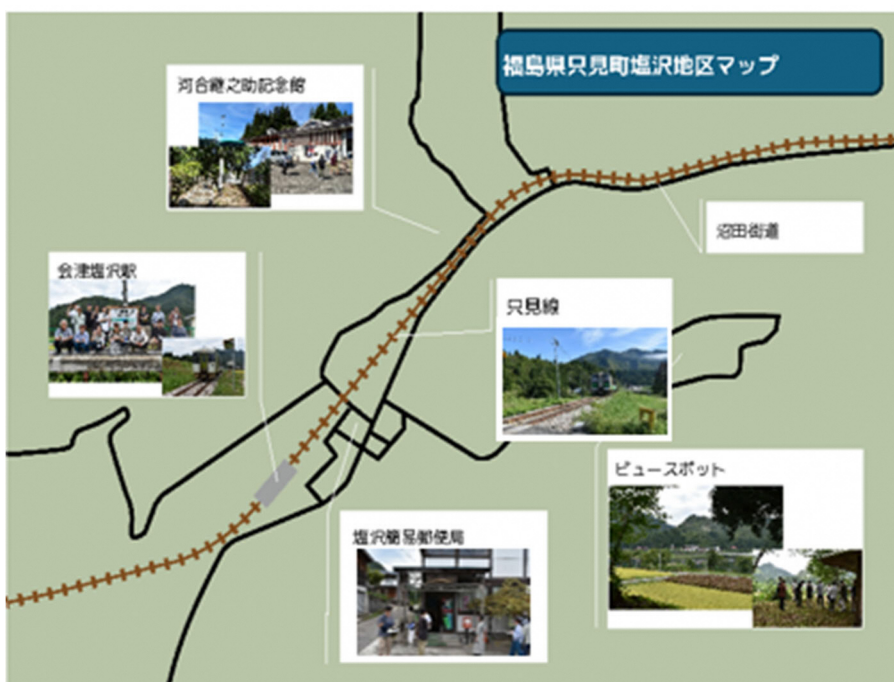 福島県只見町塩沢地区マップ
河合継之助記念館
沼田街道
会津塩沢駅
只見線
ビュースポット
塩沢簡易郵便局